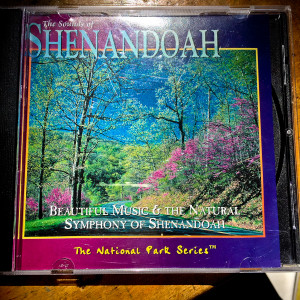 The Sounds of
SHENANDOAH
BEAUTIFUL MUSIC & THE NATURAL
SYMPHONY OF SHENANDOAH
The National Park Series™